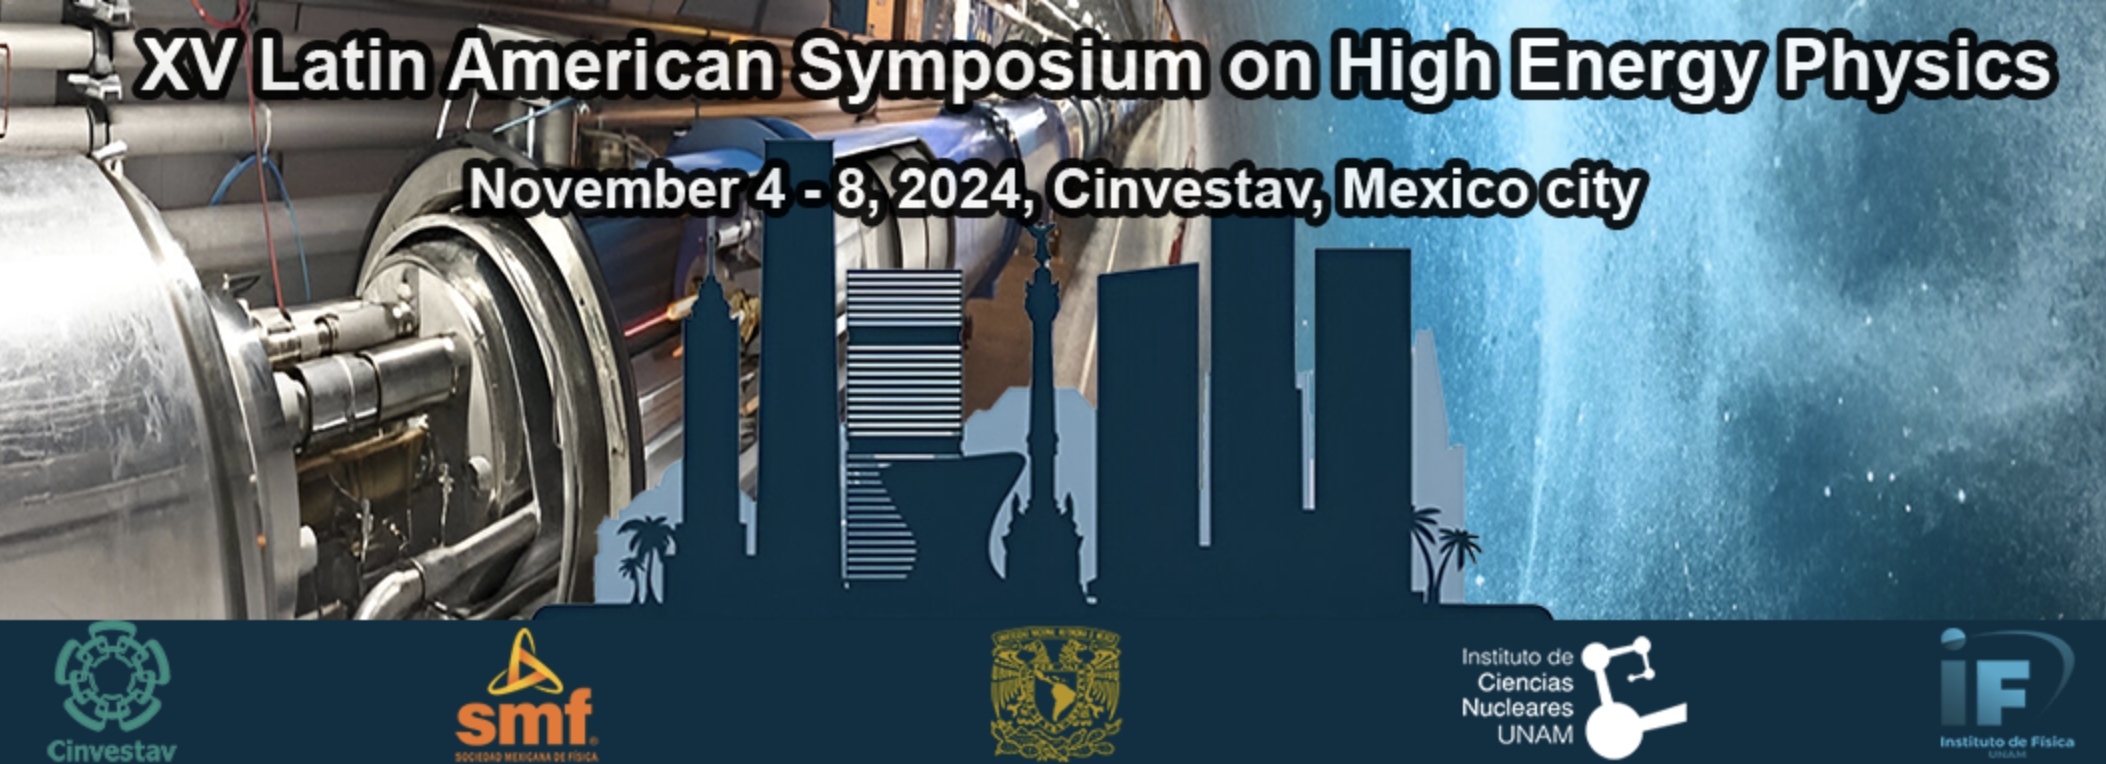 XV Latin American Symposium on High Energy Physics
November 4 - 8, 2024, Cinvestav, Mexico city
Cinvestav
smf
SOCIEDAD MEXICANA DE FÍSICA
Instituto de
Ciencias
Nucleares
UNAM
iF
Instituto de Física
UNAM